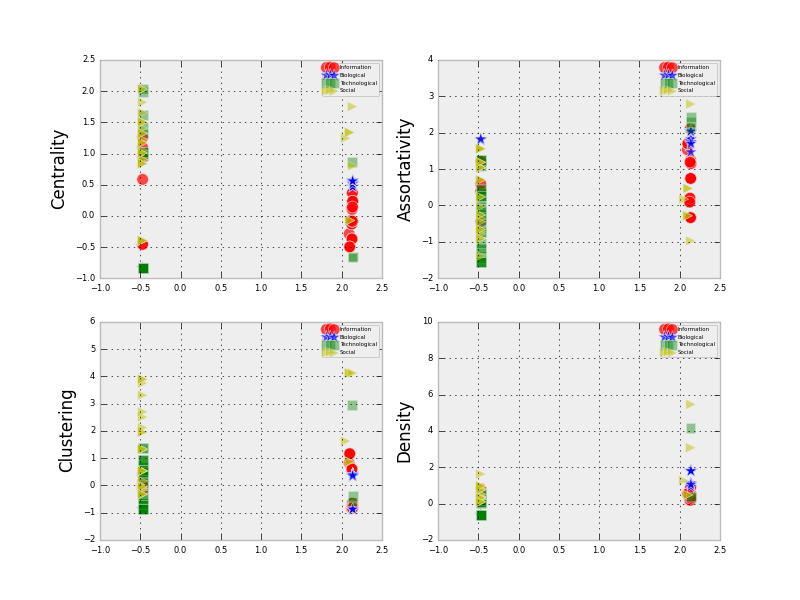 Centrality
2.5
2.0
1.5
1.0
0.5
0.0
−0.5
−1.0
−1.0 −0.5 0.0 0.5 1.0 1.5 2.0 2.5
Information
Biological
Technological
Social
Assortativity
4
3
2
1
0
−1
−2
−1.0 −0.5 0.0 0.5 1.0 1.5 2.0 2.5
Information
Biological
Technological
Social
Clustering
6
5
4
3
2
1
0
−1
−2
−1.0 −0.5 0.0 0.5 1.0 1.5 2.0 2.5
Information
Biological
Technological
Social
Density
10
8
6
4
2
0
−2
−1.0 −0.5 0.0 0.5 1.0 1.5 2.0 2.5
Information
Biological
Technological
Social